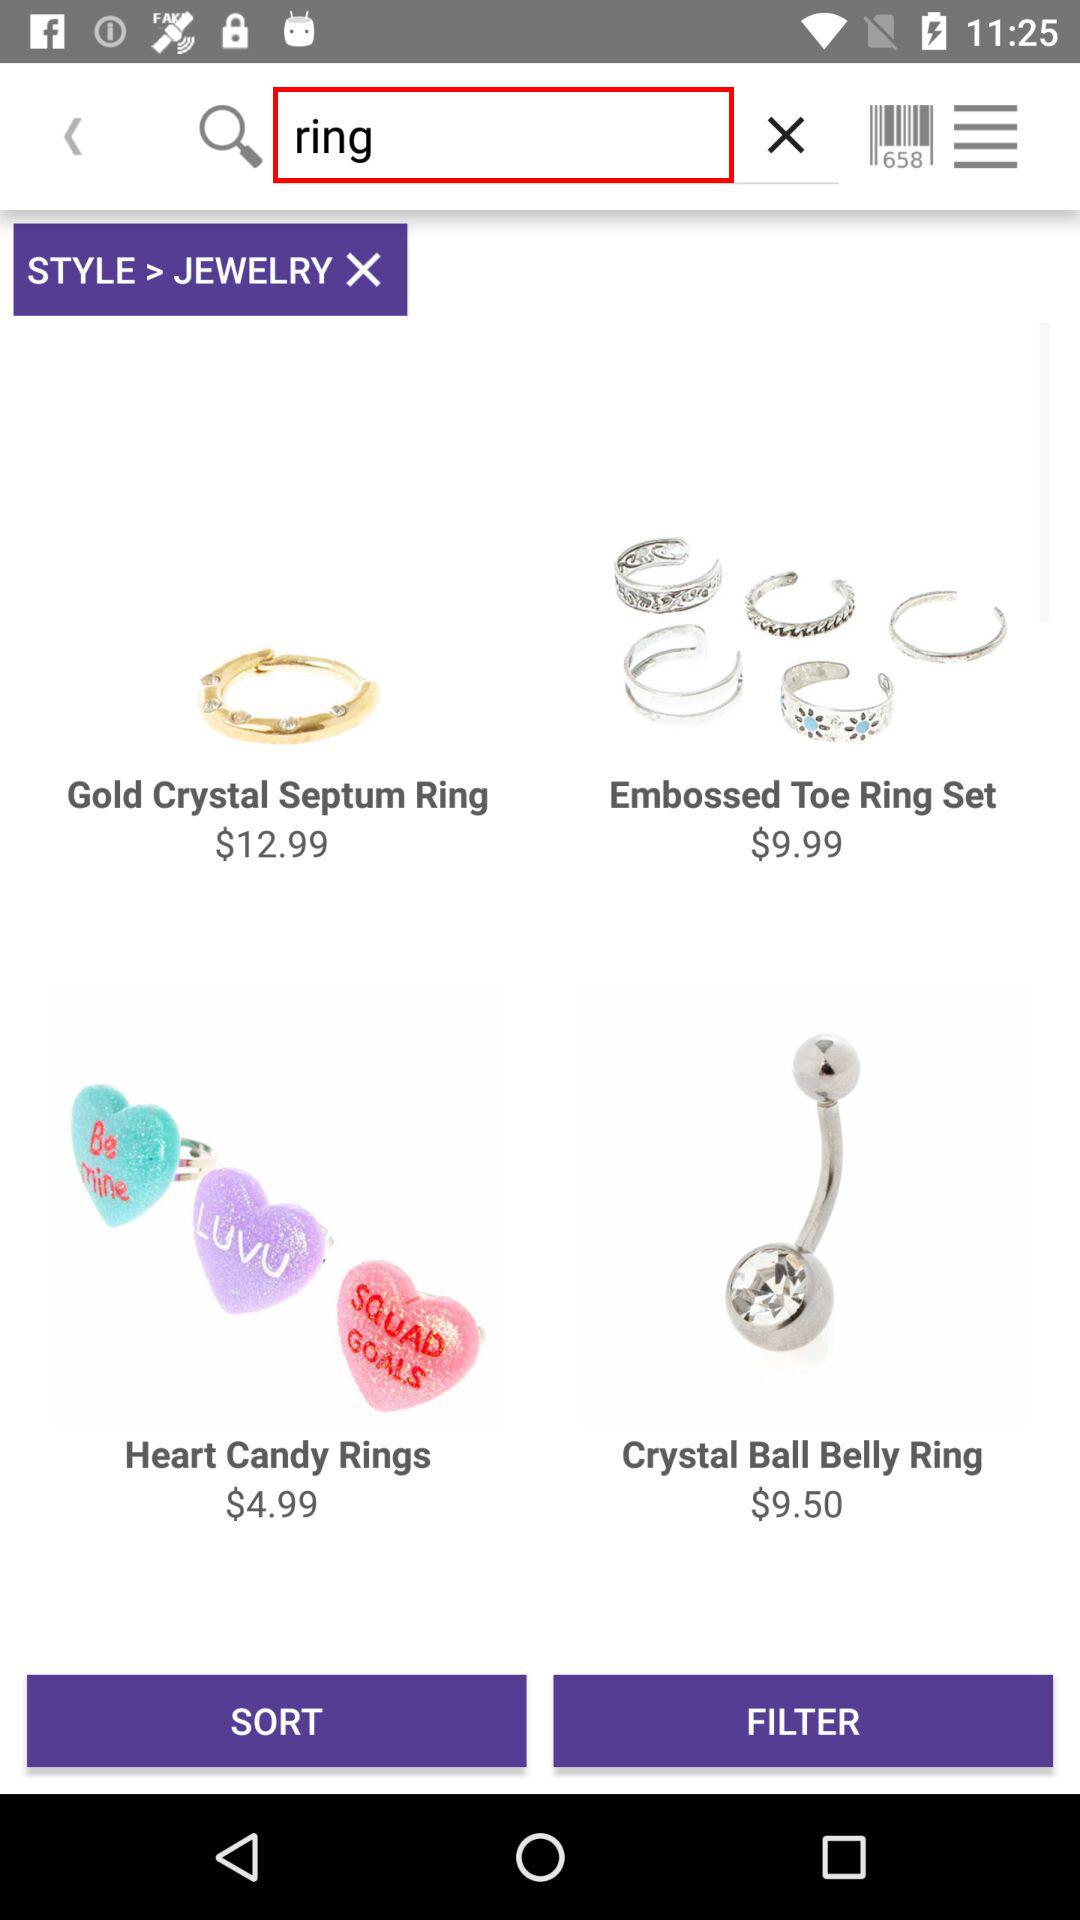 FAKE
11:25
ring
658
STYLE > JEWELRY
Gold Crystal Septum Ring
$12.99
Embossed Toe Ring Set
$9.99
Be
mine
LUVU
SQUAD
GOALS
Heart Candy Rings
$4.99
Crystal Ball Belly Ring
$9.50
SORT
FILTER